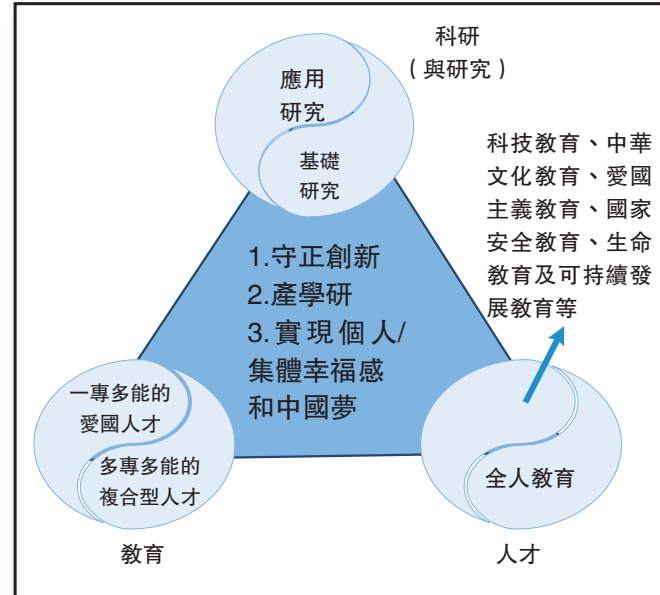 科研
（與研究）
應用
研究
基礎
研究
科技教育、中華
文化教育、愛國
主義教育、國家
安全教育、生命
教育及可持續發
展教育等
1.守正創新
2.產學研
3.實現個人/
集體幸福感
和中國夢
一專多能的
愛國人才
多專多能的
複合型人才
全人教育
教育
人才